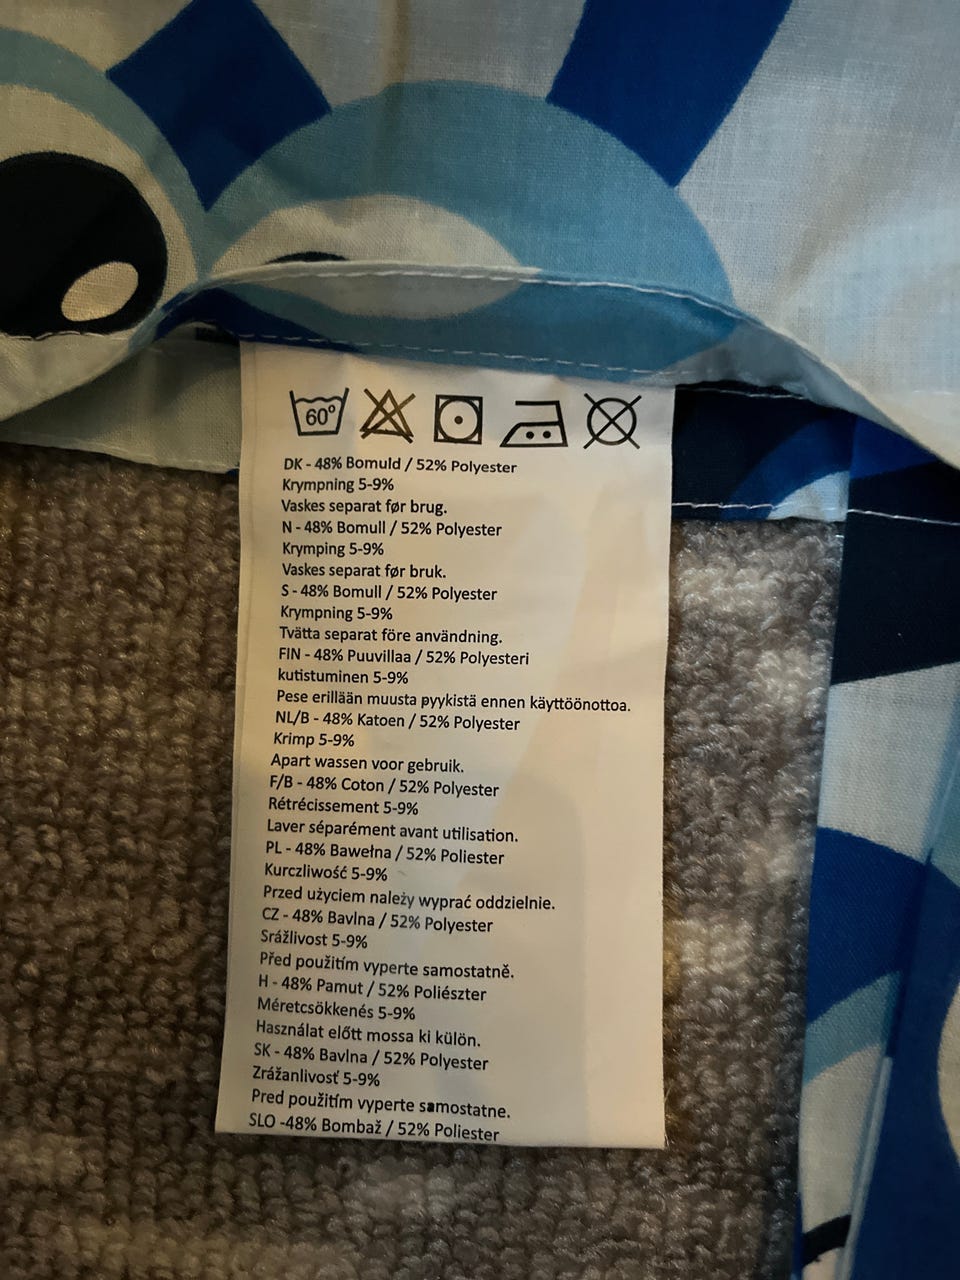 60°
DK - 48% Bomuld / 52% Polyester
Krympning 5-9%
Vaskes separat før brug.
N - 48% Bomull / 52% Polyester
Krymping 5-9%
Vaskes separat før bruk.
S - 48% Bomull / 52% Polyester
Krympning 5-9%
Tvätta separat före användning.
FIN - 48% Puuvillaa / 52% Polyesteri
kutistuminen 5-9%
Pese erillään muusta pyykistä ennen käyttöönottoa.
NL/B - 48% Katoen / 52% Polyester
Krimp 5-9%
Apart wassen voor gebruik.
F/B - 48% Coton / 52% Polyester
Rétrécissement 5-9%
Laver séparément avant utilisation.
PL - 48% Bawełna / 52% Poliester
Kurczliwość 5-9%
Przed użyciem należy wyprać oddzielnie.
CZ - 48% Bavlna / 52% Polyester
Srážlivost 5-9%
Před použitím vyperte samostatně.
H - 48% Pamut / 52% Poliészter
Méretcsökkenés 5-9%
Használat előtt mossa ki külön.
SK - 48% Bavlna / 52% Polyester
Zrážanlivosť 5-9%
Pred použitím vyperte samostatne.
SLO -48% Bombaž / 52% Poliester